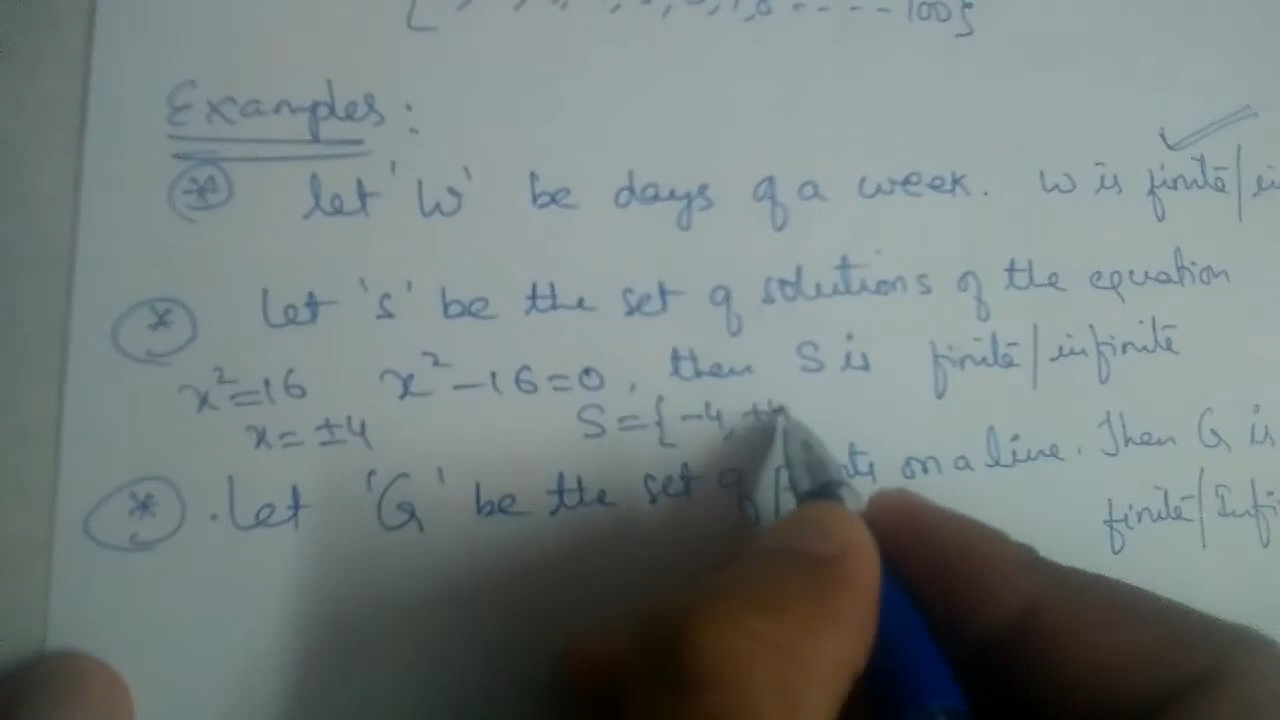 ---- 100}
Examples:
* let 'W' be days of a week. W is finite/
* Let 's' be the set of solutions of the equation
x²-16=0, then S is finite/infinite
x²=16
x=±4 S={-4, +4
* . Let 'G' be the set of on a line. Then G is
finite/Infi